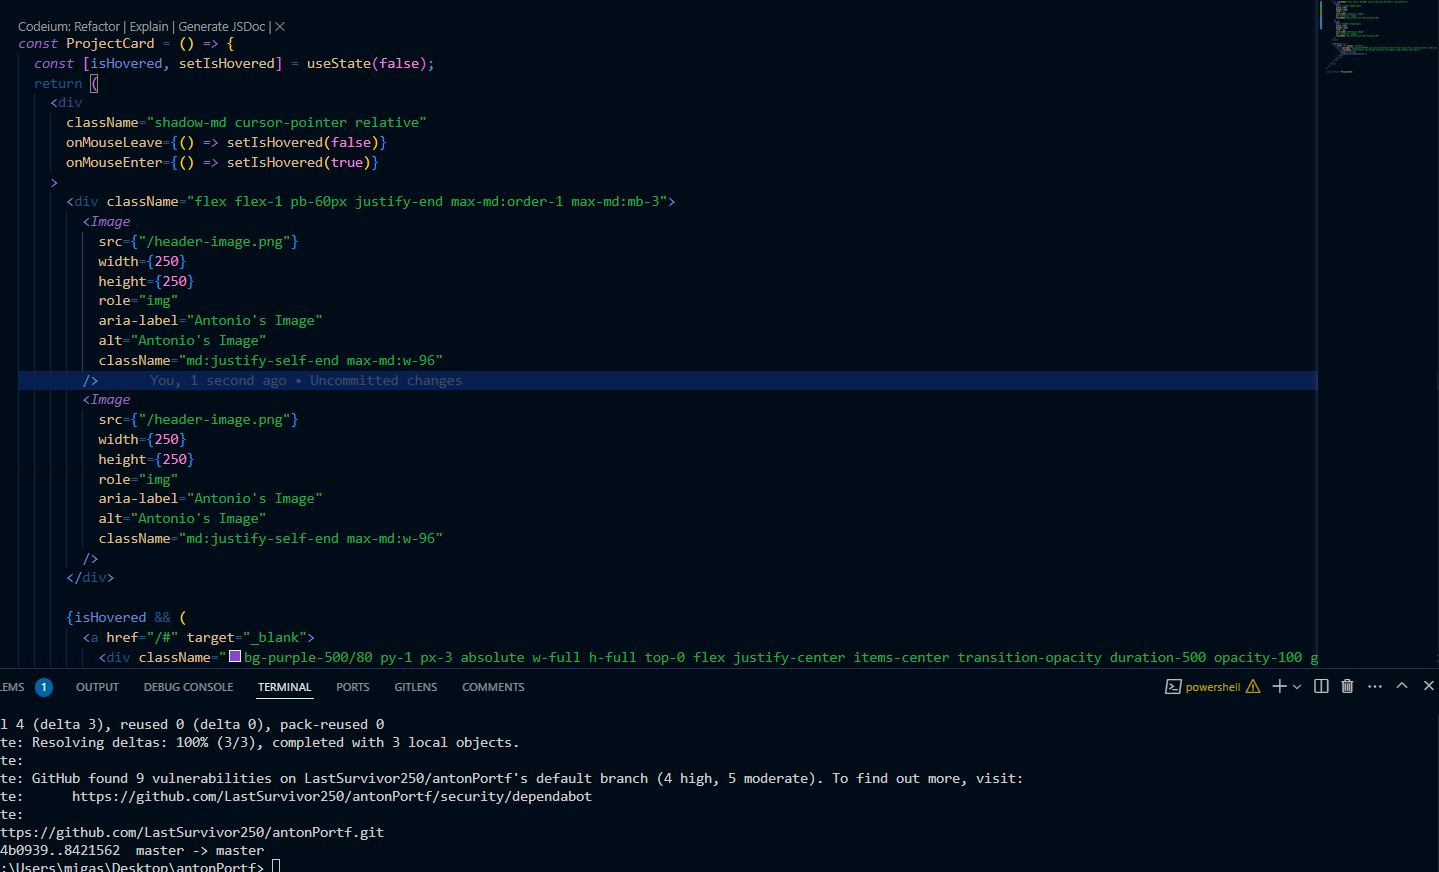 Codeium: Refactor | Explain | Generate JSDoc | ✕
const ProjectCard = () => {
const [isHovered, setIsHovered] = useState(false);
return (
<div
className="shadow-md cursor-pointer relative"
onMouseLeave={() => setIsHovered(false)}
onMouseEnter={() => setIsHovered(true)}
>
<div className="flex flex-1 pb-60px justify-end max-md:order-1 max-md:mb-3">
<Image
src={"/header-image.png"}
width={250}
height={250}
role="img"
aria-label="Antonio's Image"
alt="Antonio's Image"
className="md:justify-self-end max-md:w-96"
/> You, 1 second ago • Uncommitted changes
<Image
src={"/header-image.png"}
width={250}
height={250}
role="img"
aria-label="Antonio's Image"
alt="Antonio's Image"
className="md:justify-self-end max-md:w-96"
/>
</div>
{isHovered && (
<a href="/#" target="_blank">
<div className="bg-purple-500/80 py-1 px-3 absolute w-full h-full top-0 flex justify-center items-center transition-opacity duration-500 opacity-100 g
LEMS 1 OUTPUT DEBUG CONSOLE TERMINAL PORTS GITLENS COMMENTS powershell
l 4 (delta 3), reused 0 (delta 0), pack-reused 0
te: Resolving deltas: 100% (3/3), completed with 3 local objects.
te:
te: GitHub found 9 vulnerabilities on LastSurvivor250/antonPortf's default branch (4 high, 5 moderate). To find out more, visit:
te: https://github.com/LastSurvivor250/antonPortf/security/dependabot
te:
ttps://github.com/LastSurvivor250/antonPortf.git
4b0939..8421562 master -> master
:\Users\migas\Desktop\antonPortf>